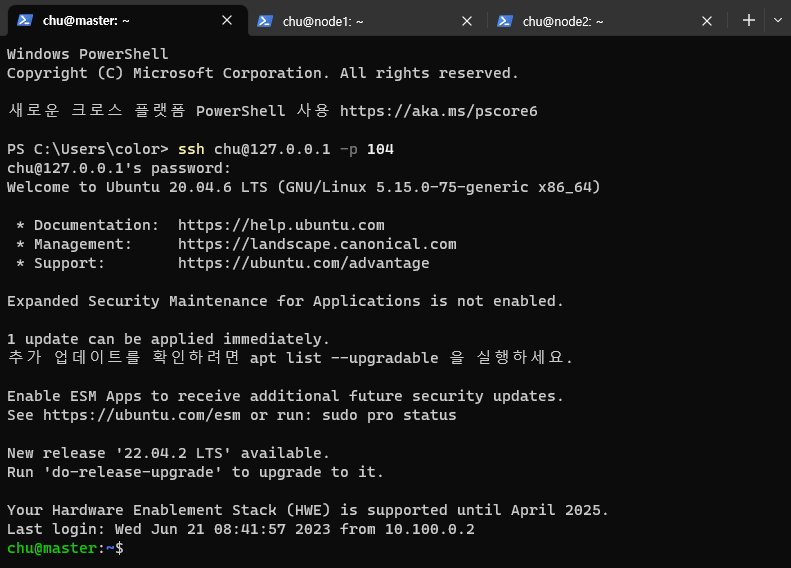 chu@master: ~
chu@node1: ~
chu@node2: ~
Windows PowerShell
Copyright (C) Microsoft Corporation. All rights reserved.
새로운 크로스 플랫폼 PowerShell 사용 https://aka.ms/pscore6
PS C:\Users\color> ssh chu@127.0.0.1 -p 104
chu@127.0.0.1's password:
Welcome to Ubuntu 20.04.6 LTS (GNU/Linux 5.15.0-75-generic x86_64)
* Documentation:  https://help.ubuntu.com
* Management:     https://landscape.canonical.com
* Support:        https://ubuntu.com/advantage
Expanded Security Maintenance for Applications is not enabled.
1 update can be applied immediately.
추가 업데이트를 확인하려면 apt list --upgradable 을 실행하세요.
Enable ESM Apps to receive additional future security updates.
See https://ubuntu.com/esm or run: sudo pro status
New release '22.04.2 LTS' available.
Run 'do-release-upgrade' to upgrade to it.
Your Hardware Enablement Stack (HWE) is supported until April 2025.
Last login: Wed Jun 21 08:41:57 2023 from 10.100.0.2
chu@master:~$